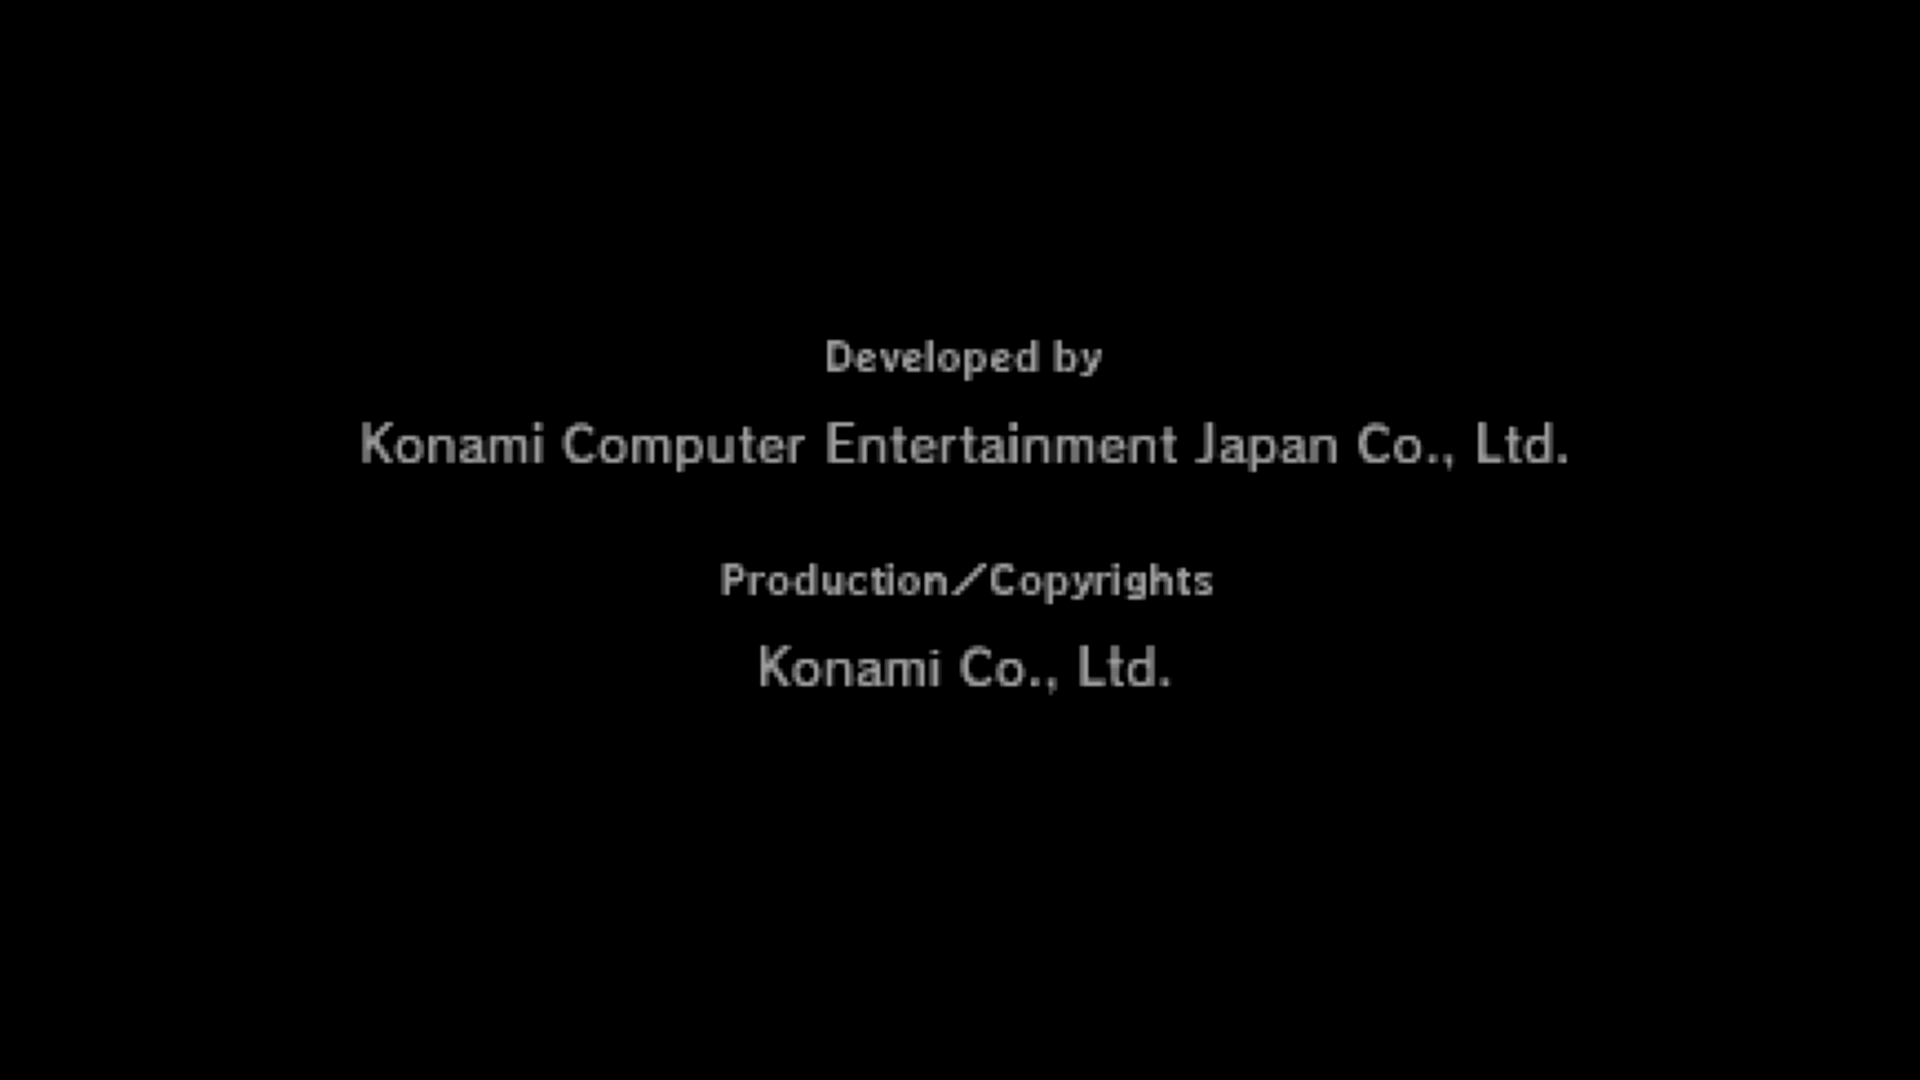 Developed by
Konami Computer Entertainment Japan Co., Ltd.
Production／Copyrights
Konami Co., Ltd.